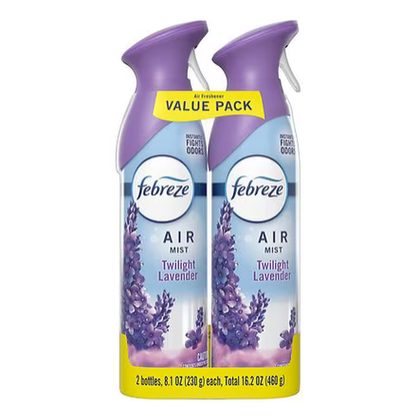 Air Freshener
VALUE PACK
INSTANTLY
FIGHTS
ODORS
febreze
AIR
MIST
Twilight
Lavender
CAUTION
INSTANTLY
FIGHTS
ODORS
febreze
AIR
MIST
Twilight
Lavender
2 bottles, 8.1 OZ (230 g) each, Total 16.2 OZ (460 g)